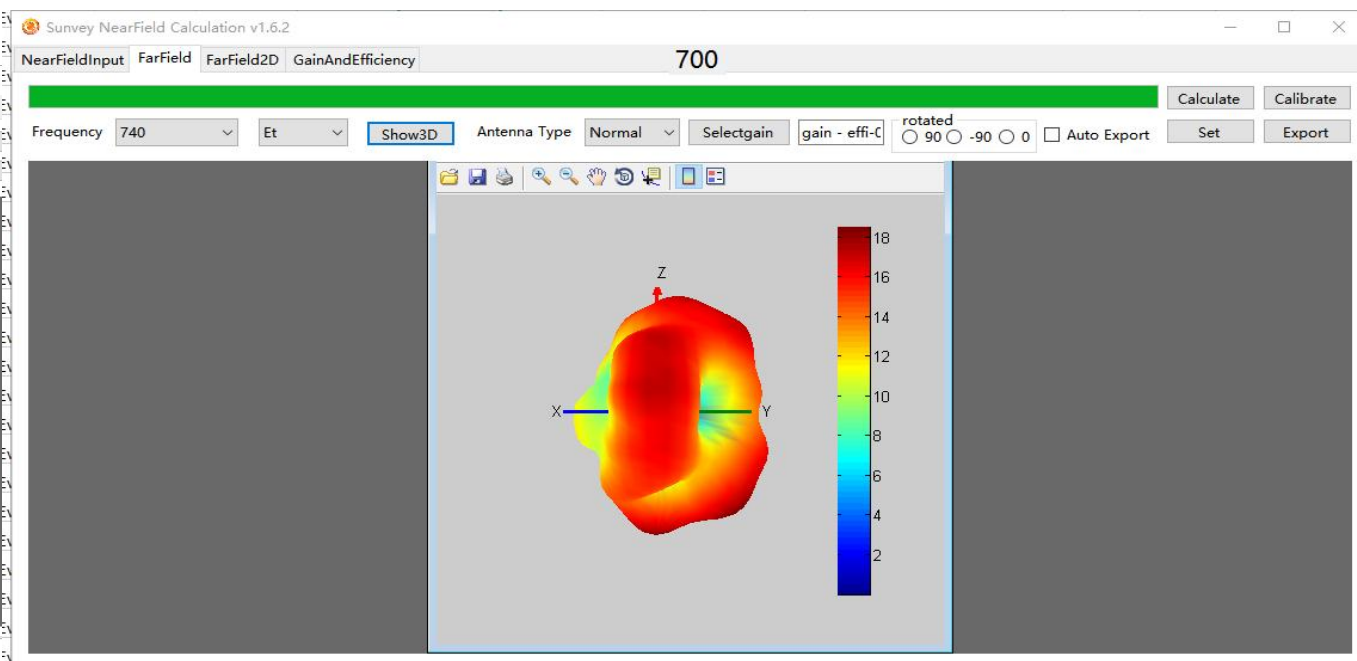 Sunvey NearField Calculation v1.6.2
NearFieldInput FarField FarField2D GainAndEfficiency 700
Calculate Calibrate
Frequency 740 Et Show3D Antenna Type Normal Selectgain gain - effi-C rotated 90 -90 0 Auto Export Set Export
Z
X Y
18
16
14
12
10
8
6
4
2